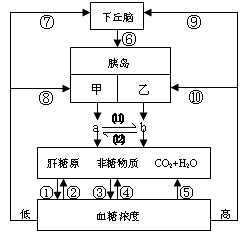 下丘脑
⑦ ⑨
⑥
胰岛
⑧ 甲 乙 ⑩
(11)
a b
(12)
肝糖原 非糖物质 CO₂+H₂O
① ② ③ ④ ⑤
低 血糖浓度 高